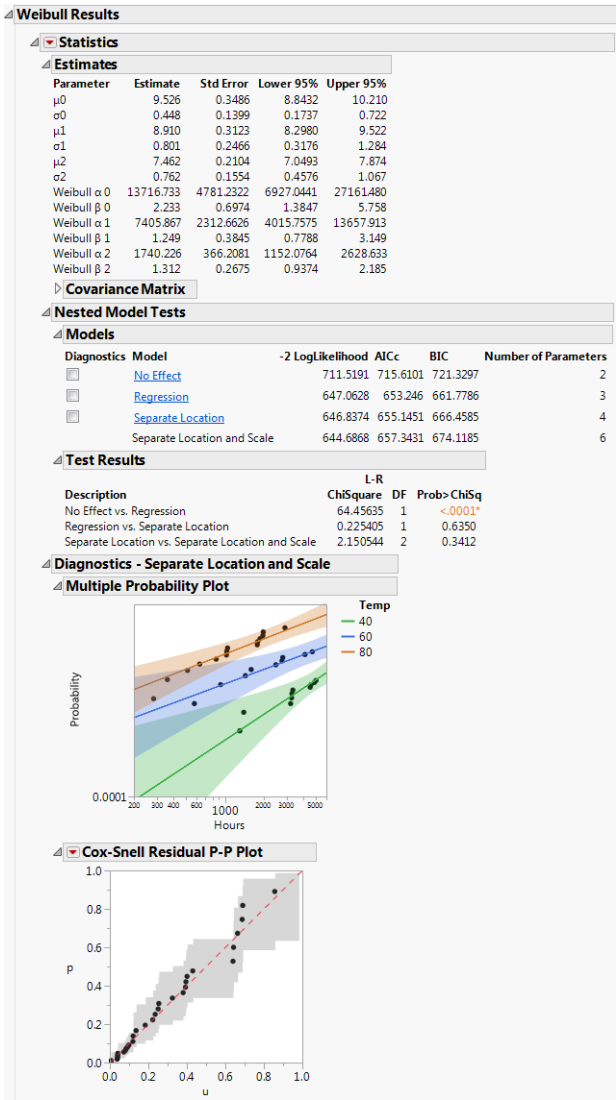 Weibull Results
Statistics
Estimates
Parameter Estimate Std Error Lower 95% Upper 95%
μ0 9.526 0.3486 8.8432 10.210
σ0 0.448 0.1399 0.1737 0.722
μ1 8.910 0.3123 8.2980 9.522
σ1 0.801 0.2466 0.3176 1.284
μ2 7.462 0.2104 7.0493 7.874
σ2 0.762 0.1554 0.4576 1.067
Weibull α 0 13716.733 4781.2322 6927.0441 27161.480
Weibull β 0 2.233 0.6974 1.3847 5.758
Weibull α 1 7405.867 2312.6626 4015.7575 13657.913
Weibull β 1 1.249 0.3845 0.7788 3.149
Weibull α 2 1740.226 366.2081 1152.0764 2628.633
Weibull β 2 1.312 0.2675 0.9374 2.185
Covariance Matrix
Nested Model Tests
Models
Diagnostics Model -2 LogLikelihood AICc BIC Number of Parameters
No Effect 711.5191 715.6101 721.3297 2
Regression 647.0628 653.246 661.7786 3
Separate Location 646.8374 655.1451 666.4585 4
Separate Location and Scale 644.6868 657.3431 674.1185 6
Test Results
L-R
Description ChiSquare DF Prob>ChiSq
No Effect vs. Regression 64.45635 1 <.0001*
Regression vs. Separate Location 0.225405 1 0.6350
Separate Location vs. Separate Location and Scale 2.150544 2 0.3412
Diagnostics - Separate Location and Scale
Multiple Probability Plot
Temp
40
60
80
Probability
0.0001
200 300 400 600 1000 2000 3000 5000
Hours
Cox-Snell Residual P-P Plot
1.0
0.8
0.6
p
0.4
0.2
0.0
0.0 0.2 0.4 0.6 0.8 1.0
u